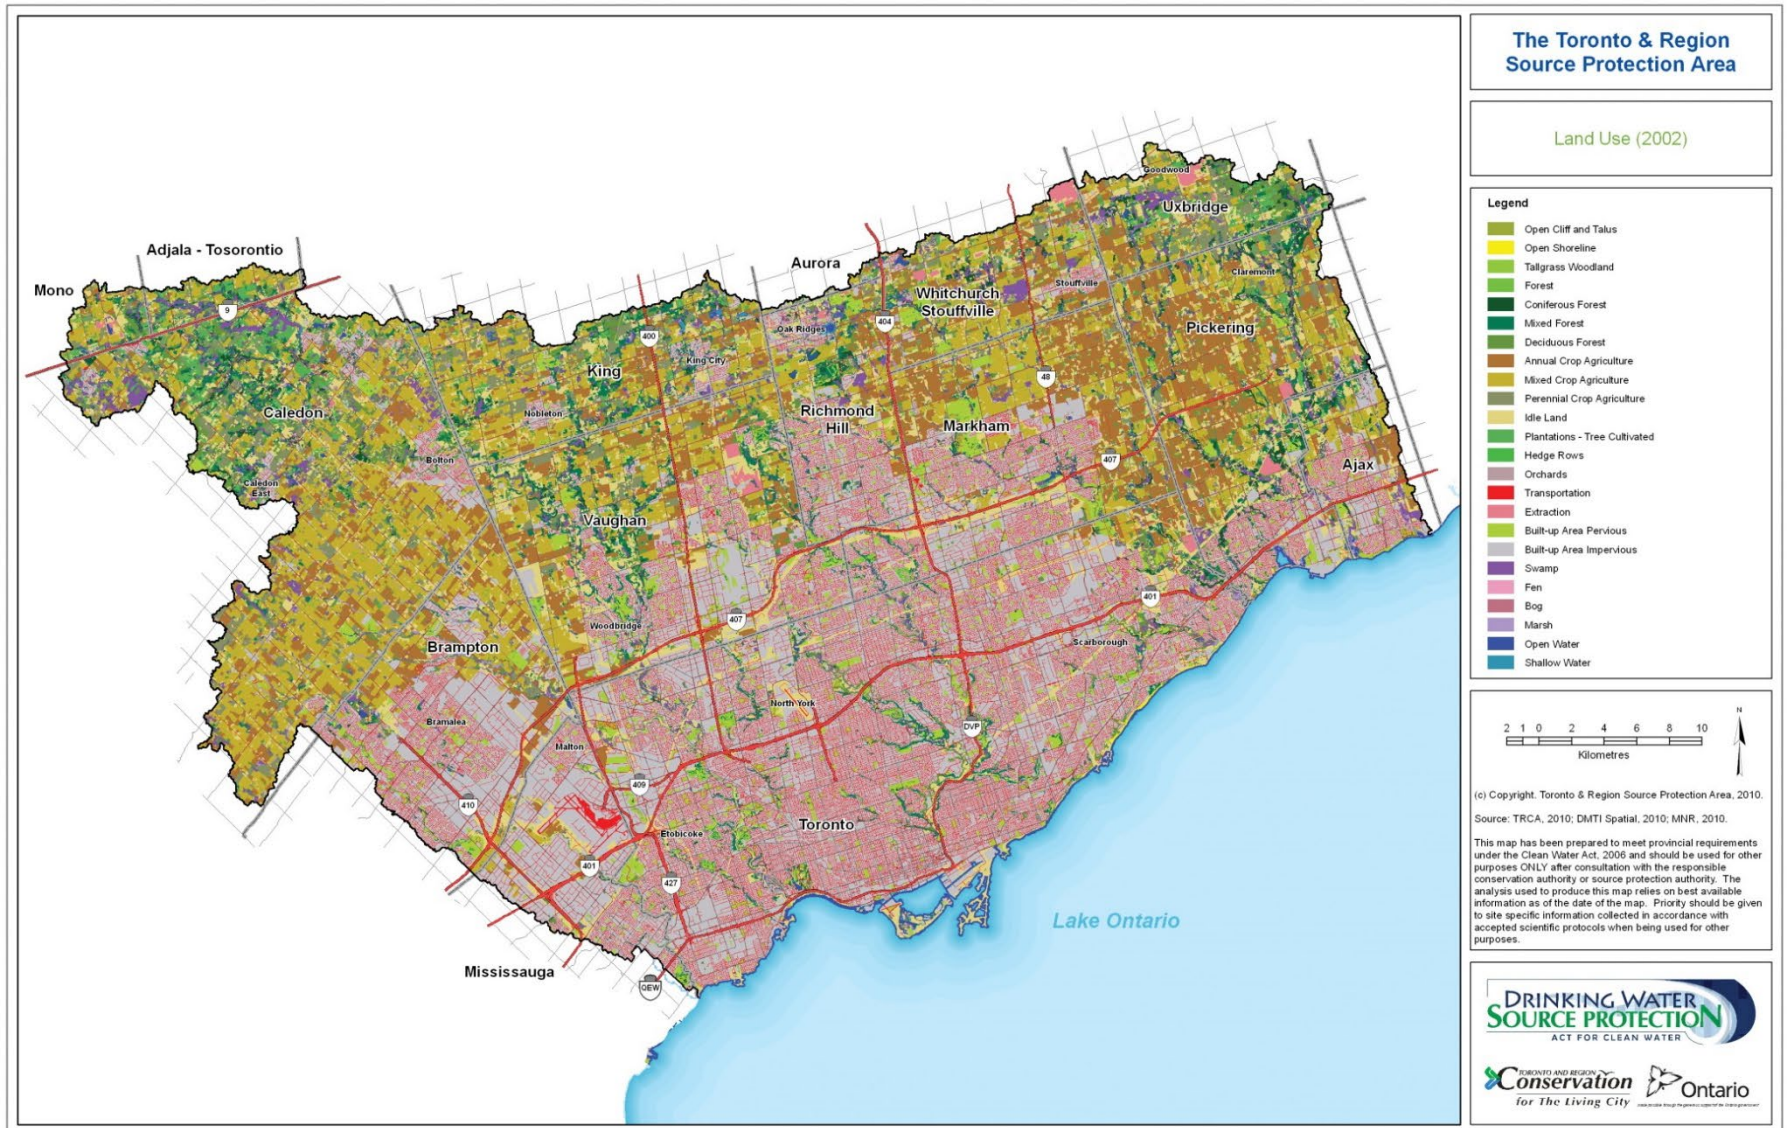 The Toronto & Region
Source Protection Area
Land Use (2002)
Legend
Open Cliff and Talus
Open Shoreline
Tallgrass Woodland
Forest
Coniferous Forest
Mixed Forest
Deciduous Forest
Annual Crop Agriculture
Mixed Crop Agriculture
Perennial Crop Agriculture
Idle Land
Plantations - Tree Cultivated
Hedge Rows
Orchards
Transportation
Extraction
Built-up Area Pervious
Built-up Area Impervious
Swamp
Fen
Bog
Marsh
Open Water
Shallow Water
2 1 0 2 4 6 8 10
Kilometres
N
(c) Copyright. Toronto & Region Source Protection Area, 2010.
Source: TRCA, 2010; DMTI Spatial, 2010; MNR, 2010.
This map has been prepared to meet provincial requirements
under the Clean Water Act, 2006 and should be used for other
purposes ONLY after consultation with the responsible
conservation authority or source protection authority. The
analysis used to produce this map relies on best available
information as of the date of the map. Priority should be given
to site specific information collected in accordance with
accepted scientific protocols when being used for other
purposes.
DRINKING WATER
SOURCE PROTECTION
ACT FOR CLEAN WATER
TORONTO AND REGION
Conservation
for The Living City
Ontario
Goodwood
Uxbridge
Adjala - Tosorontio
Aurora
Mono
Claremont
Stouffville
Whitchurch
Stouffville
9
404
Oak Ridges
Pickering
400
King City
King
48
Caledon
Nobleton
Richmond
Hill
Markham
Bolton
407
Ajax
Caledon
East
Vaughan
401
Woodbridge
407
Scarborough
Brampton
North York
Bramalea
DVP
Malton
409
410
Toronto
Etobicoke
401
427
Lake Ontario
Mississauga
QEW